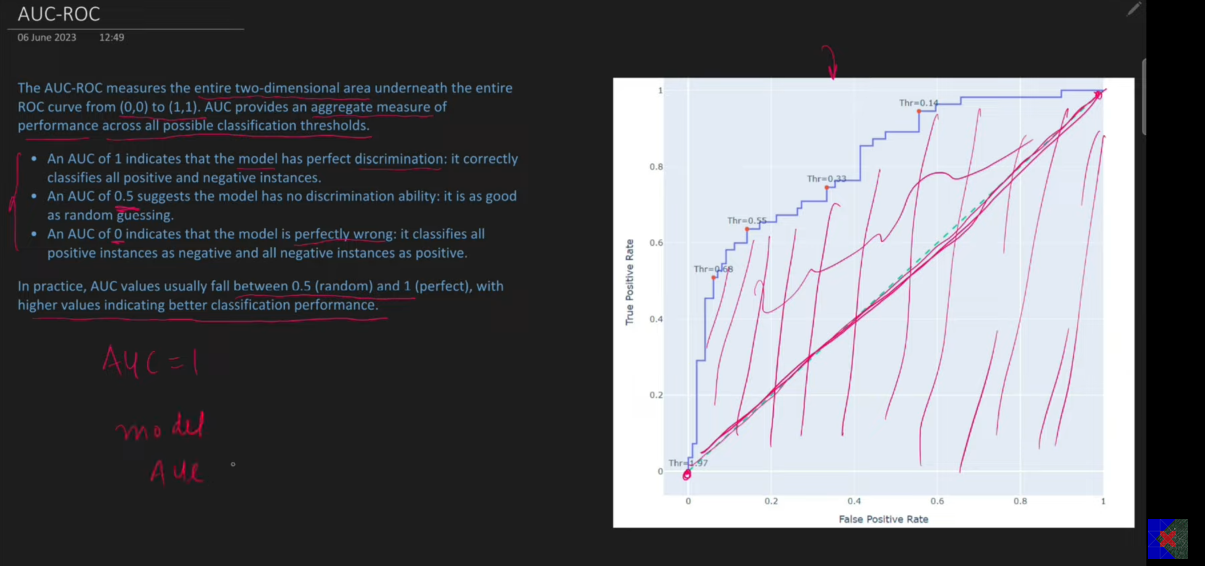 AUC-ROC
06 June 2023 12:49
The AUC-ROC measures the entire two-dimensional area underneath the entire
ROC curve from (0,0) to (1,1). AUC provides an aggregate measure of
performance across all possible classification thresholds.
• An AUC of 1 indicates that the model has perfect discrimination: it correctly
classifies all positive and negative instances.
• An AUC of 0.5 suggests the model has no discrimination ability: it is as good
as random guessing.
• An AUC of 0 indicates that the model is perfectly wrong: it classifies all
positive instances as negative and all negative instances as positive.
In practice, AUC values usually fall between 0.5 (random) and 1 (perfect), with
higher values indicating better classification performance.
AUC = 1
model
AUC
1
0.8
0.6
0.4
0.2
0
True Positive Rate
Thr=0.14
Thr=0.33
Thr=0.55
Thr=0.68
Thr=1.97
0 0.2 0.4 0.6 0.8 1
False Positive Rate